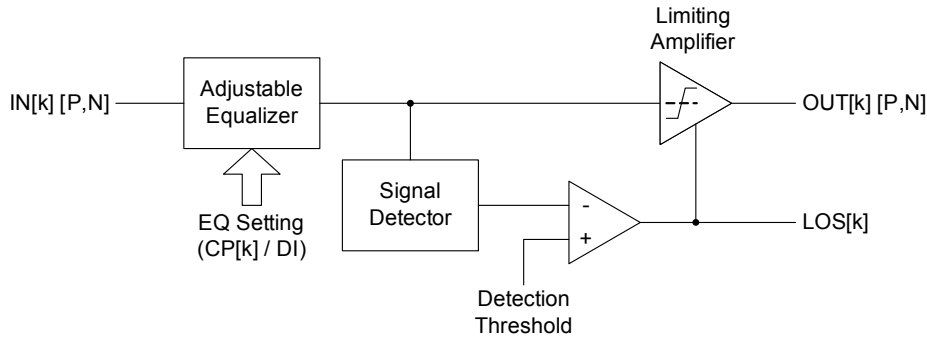 Limiting
Amplifier
IN[k] [P,N]
Adjustable
Equalizer
OUT[k] [P,N]
Signal
Detector
EQ Setting
(CP[k] / DI)
-
+
LOS[k]
Detection
Threshold